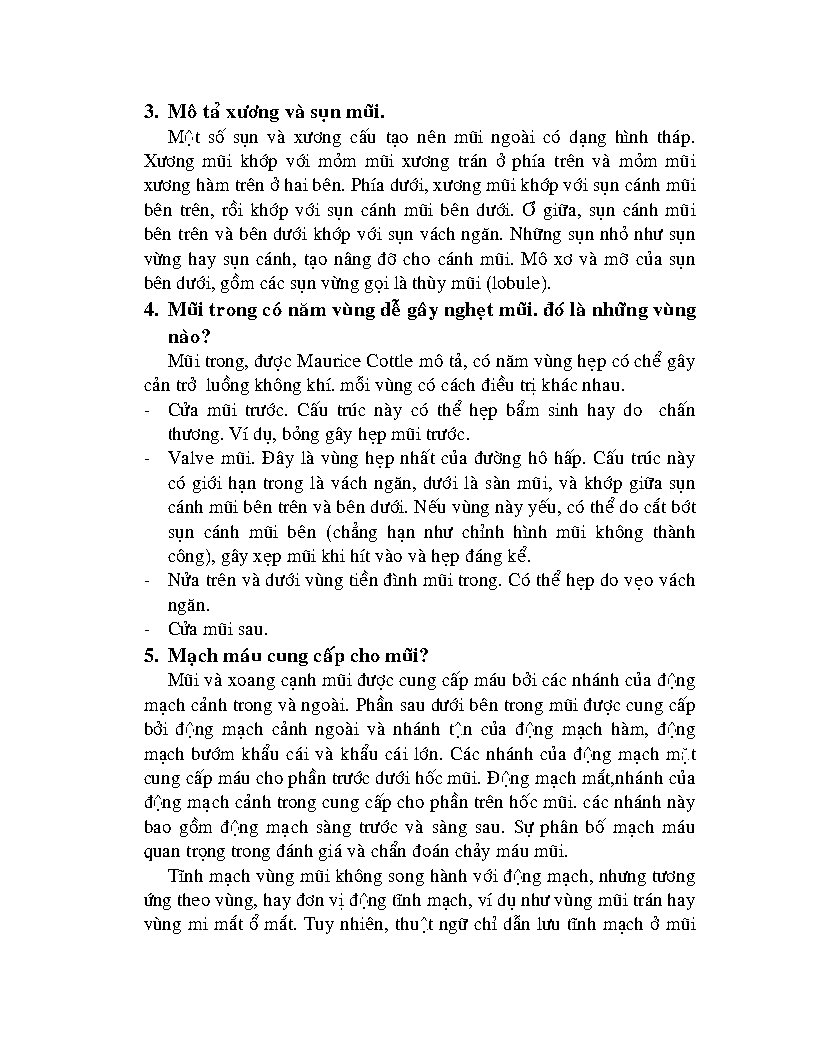 3. Mô tả xương và sụn mũi.
Một số sụn và xương cấu tạo nên mũi ngoài có dạng hình tháp.
Xương mũi khớp với mỏm mũi xương trán ở phía trên và mỏm mũi
xương hàm trên ở hai bên. Phía dưới, xương mũi khớp với sụn cánh mũi
bên trên, rồi khớp với sụn cánh mũi bên dưới. Ở giữa, sụn cánh mũi
bên trên và bên dưới khớp với sụn vách ngăn. Những sụn nhỏ như sụn
vừng hay sụn cánh, tạo nâng đỡ cho cánh mũi. Mô xơ và mỡ của sụn
bên dưới, gồm các sụn vừng gọi là thùy mũi (lobule).
4. Mũi trong có năm vùng dễ gây nghẹt mũi. đó là những vùng
nào?
Mũi trong, được Maurice Cottle mô tả, có năm vùng hẹp có chể gây
cản trở luồng không khí. mỗi vùng có cách điều trị khác nhau.
- Cửa mũi trước. Cấu trúc này có thể hẹp bẩm sinh hay do chấn
thương. Ví dụ, bỏng gây hẹp mũi trước.
- Valve mũi. Đây là vùng hẹp nhất của đường hô hấp. Cấu trúc này
có giới hạn trong là vách ngăn, dưới là sàn mũi, và khớp giữa sụn
cánh mũi bên trên và bên dưới. Nếu vùng này yếu, có thể do cắt bớt
sụn cánh mũi bên (chẳng hạn như chỉnh hình mũi không thành
công), gây xẹp mũi khi hít vào và hẹp đáng kể.
- Nửa trên và dưới vùng tiền đình mũi trong. Có thể hẹp do vẹo vách
ngăn.
- Cửa mũi sau.
5. Mạch máu cung cấp cho mũi?
Mũi và xoang cạnh mũi được cung cấp máu bởi các nhánh của động
mạch cảnh trong và ngoài. Phần sau dưới bên trong mũi được cung cấp
bởi động mạch cảnh ngoài và nhánh tận của động mạch hàm, động
mạch bướm khẩu cái và khẩu cái lớn. Các nhánh của động mạch mặt
cung cấp máu cho phần trước dưới hốc mũi. Động mạch mắt,nhánh của
động mạch cảnh trong cung cấp cho phần trên hốc mũi. các nhánh này
bao gồm động mạch sàng trước và sàng sau. Sự phân bố mạch máu
quan trọng trong đánh giá và chẩn đoán chảy máu mũi.
Tĩnh mạch vùng mũi không song hành với động mạch, nhưng tương
ứng theo vùng, hay đơn vị động tĩnh mạch, ví dụ như vùng mũi trán hay
vùng mi mắt ổ mắt. Tuy nhiên, thuật ngữ chỉ dẫn lưu tĩnh mạch ở mũi